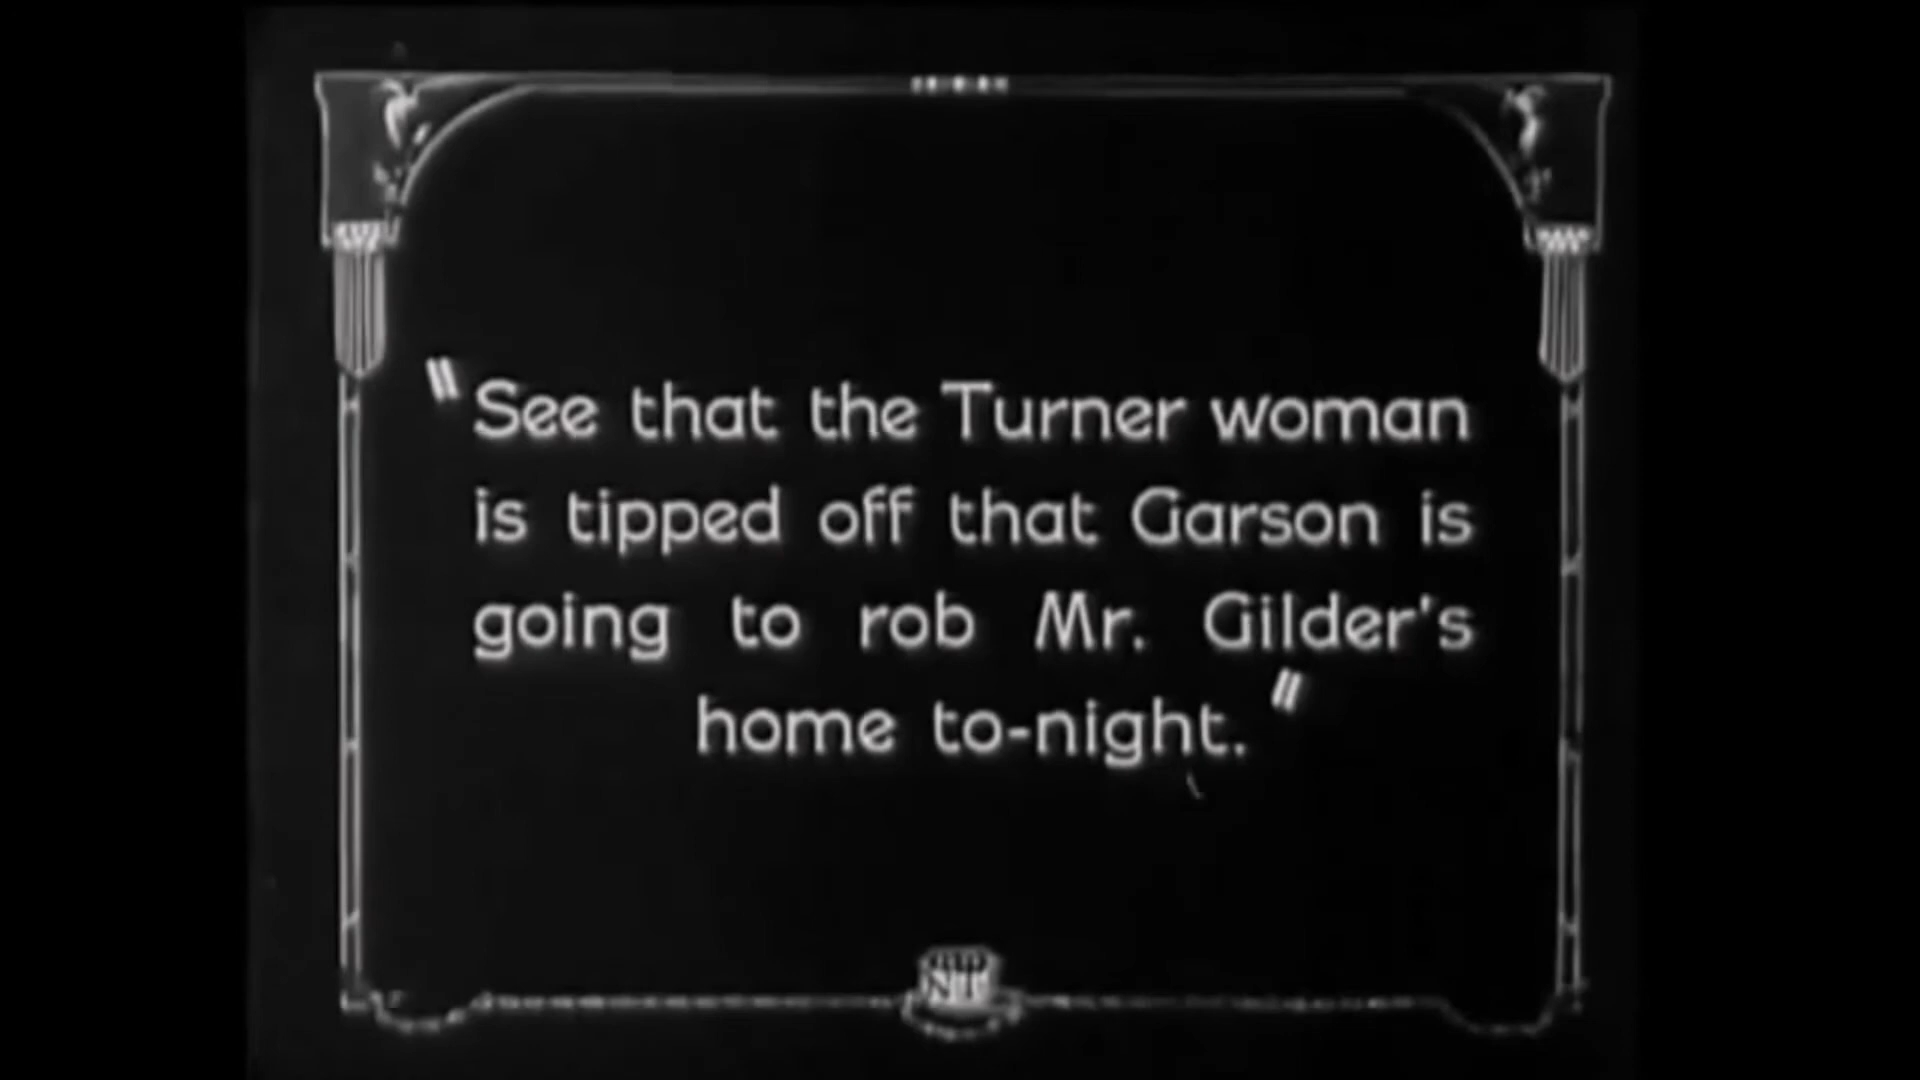 "See that the Turner woman
is tipped off that Garson is
going to rob Mr. Gilder's
home to-night."
NT